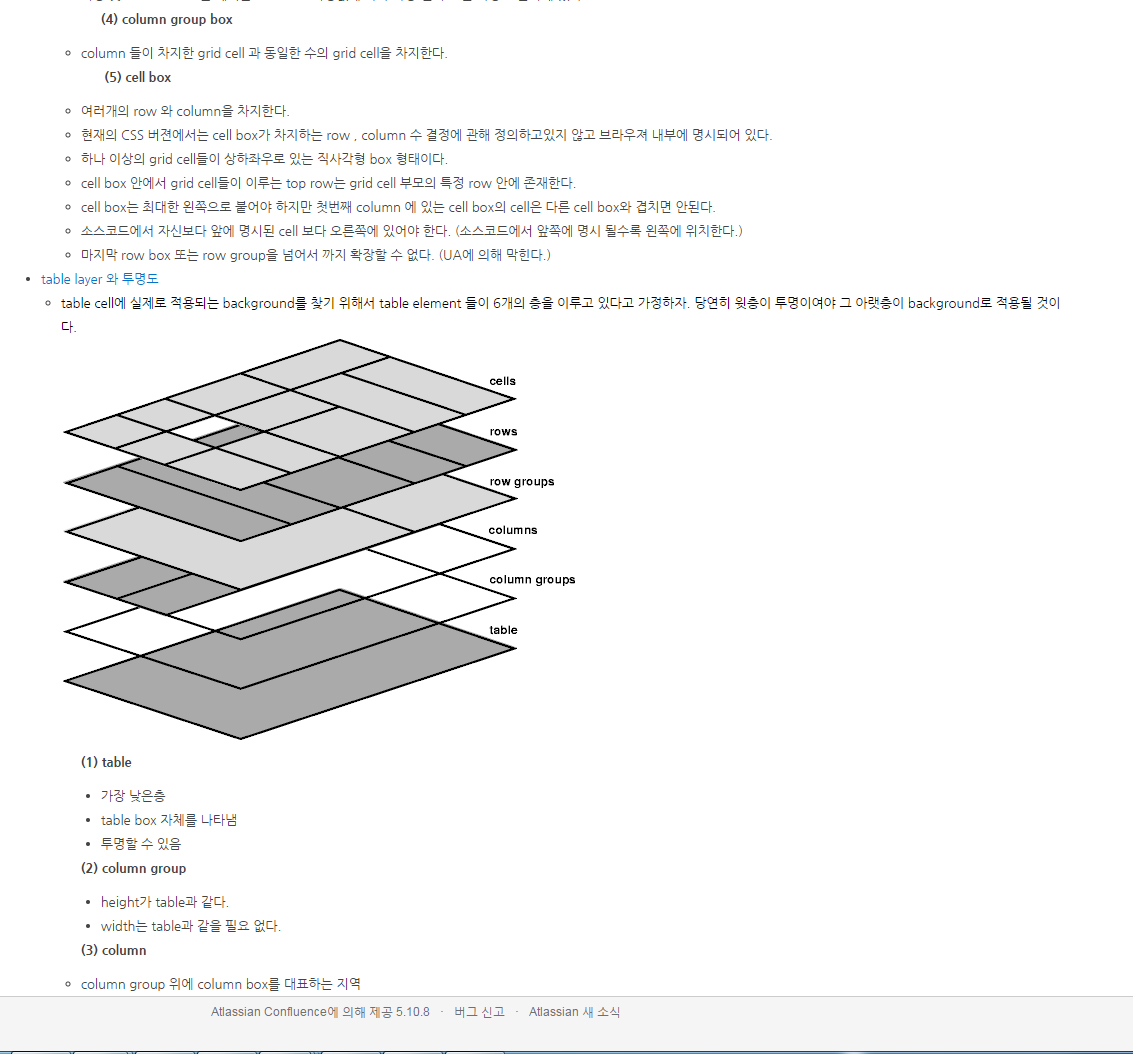 (4) column group box
column 들이 차지한 grid cell 과 동일한 수의 grid cell을 차지한다.
(5) cell box
여러개의 row 와 column을 차지한다.
현재의 CSS 버젼에서는 cell box가 차지하는 row , column 수 결정에 관해 정의하고있지 않고 브라우져 내부에 명시되어 있다.
하나 이상의 grid cell들이 상하좌우로 있는 직사각형 box 형태이다.
cell box 안에서 grid cell들이 이루는 top row는 grid cell 부모의 특정 row 안에 존재한다.
cell box는 최대한 왼쪽으로 붙어야 하지만 첫번째 column 에 있는 cell box의 cell은 다른 cell box와 겹치면 안된다.
소스코드에서 자신보다 앞에 명시된 cell 보다 오른쪽에 있어야 한다. (소스코드에서 앞쪽에 명시 될수록 왼쪽에 위치한다.)
마지막 row box 또는 row group을 넘어서 까지 확장할 수 없다. (UA에 의해 막힌다.)
table layer 와 투명도
table cell에 실제로 적용되는 background를 찾기 위해서 table element 들이 6개의 층을 이루고 있다고 가정하자. 당연히 윗층이 투명이여야 그 아랫층이 background로 적용될 것이
다.
cells
rows
row groups
columns
column groups
table
(1) table
가장 낮은층
table box 자체를 나타냄
투명할 수 있음
(2) column group
height가 table과 같다.
width는 table과 같을 필요 없다.
(3) column
column group 위에 column box를 대표하는 지역
Atlassian Confluence에 의해 제공 5.10.8 · 버그 신고 · Atlassian 새 소식